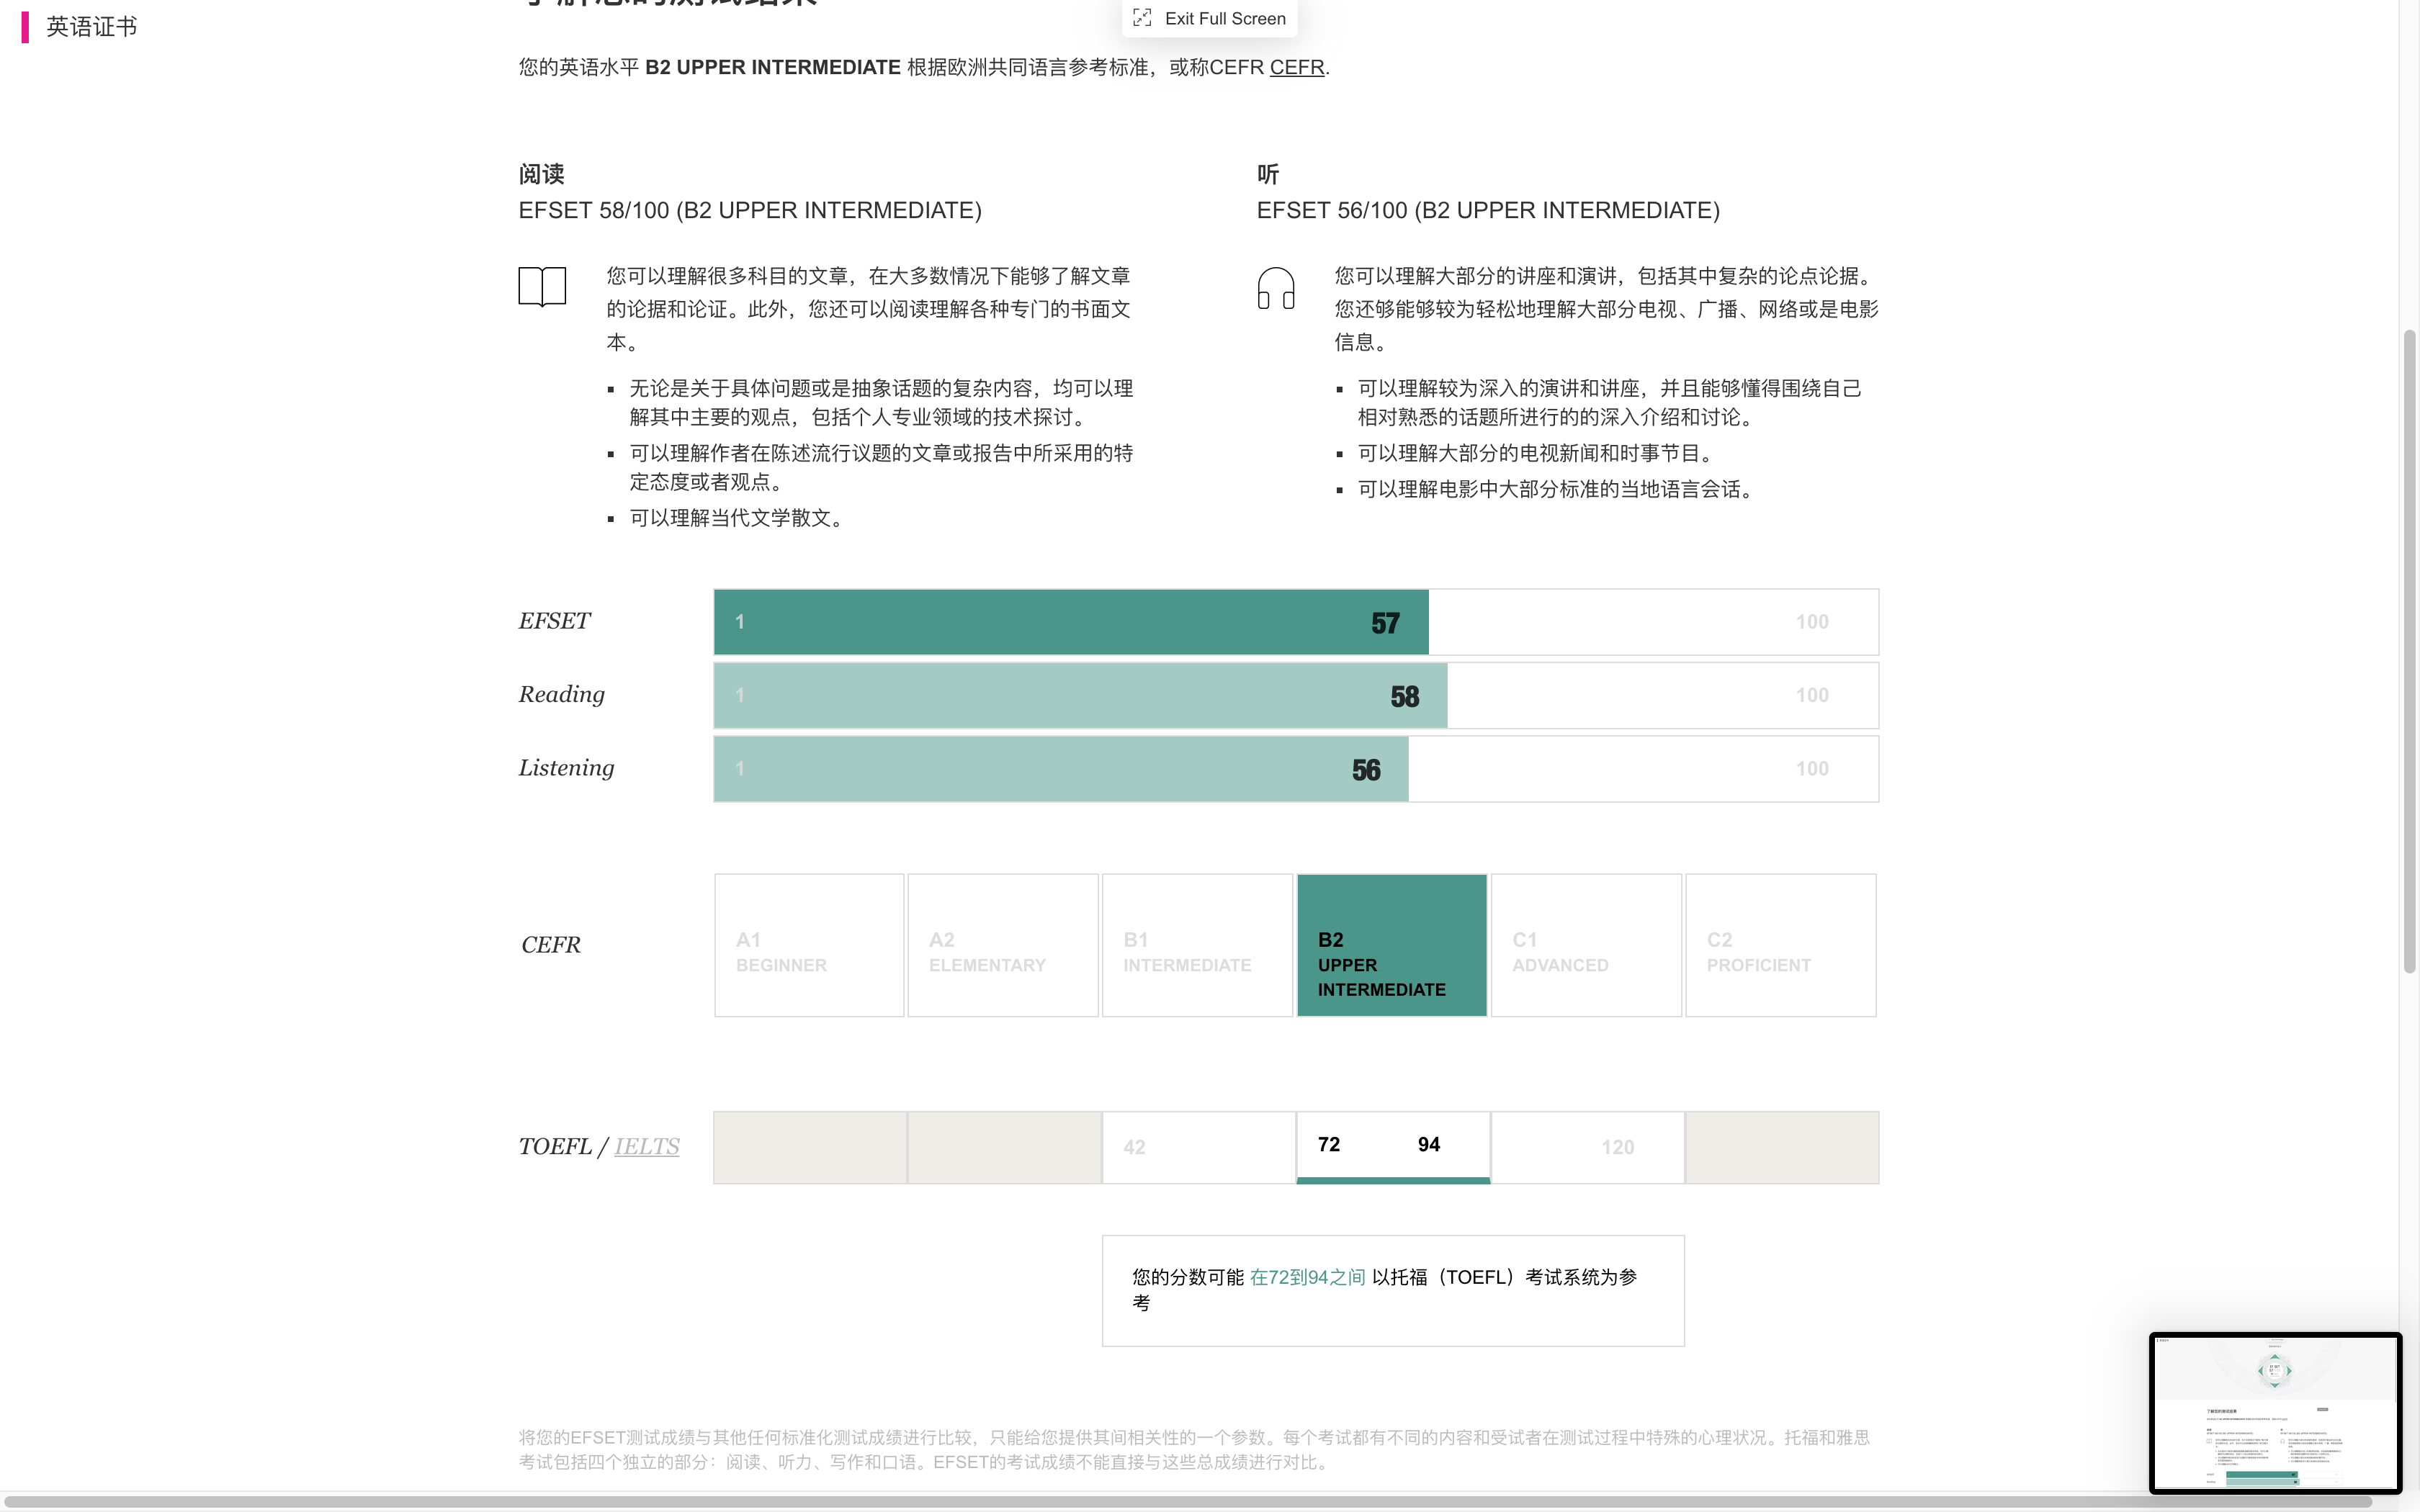 英语证书
Exit Full Screen
您的英语水平 B2 UPPER INTERMEDIATE 根据欧洲共同语言参考标准，或称CEFR CEFR.
阅读
EFSET 58/100 (B2 UPPER INTERMEDIATE)
您可以理解很多科目的文章，在大多数情况下能够了解文章
的论据和论证。此外，您还可以阅读理解各种专门的书面文
本。
▪ 无论是关于具体问题或是抽象话题的复杂内容，均可以理
解其中主要的观点，包括个人专业领域的技术探讨。
▪ 可以理解作者在陈述流行议题的文章或报告中所采用的特
定态度或者观点。
▪ 可以理解当代文学散文。
听
EFSET 56/100 (B2 UPPER INTERMEDIATE)
您可以理解大部分的讲座和演讲，包括其中复杂的论点论据。
您还够能够较为轻松地理解大部分电视、广播、网络或是电影
信息。
▪ 可以理解较为深入的演讲和讲座，并且能够懂得围绕自己
相对熟悉的话题所进行的的深入介绍和讨论。
▪ 可以理解大部分的电视新闻和时事节目。
▪ 可以理解电影中大部分标准的当地语言会话。
EFSET 1 57 100
Reading 1 58 100
Listening 1 56 100
CEFR
A1
BEGINNER
A2
ELEMENTARY
B1
INTERMEDIATE
B2
UPPER
INTERMEDIATE
C1
ADVANCED
C2
PROFICIENT
TOEFL / IELTS 42 72 94 120
您的分数可能 在72到94之间 以托福（TOEFL）考试系统为参
考
将您的EFSET测试成绩与其他任何标准化测试成绩进行比较，只能给您提供其间相关性的一个参数。每个考试都有不同的内容和受试者在测试过程中特殊的心理状况。托福和雅思
考试包括四个独立的部分：阅读、听力、写作和口语。EFSET的考试成绩不能直接与这些总成绩进行对比。